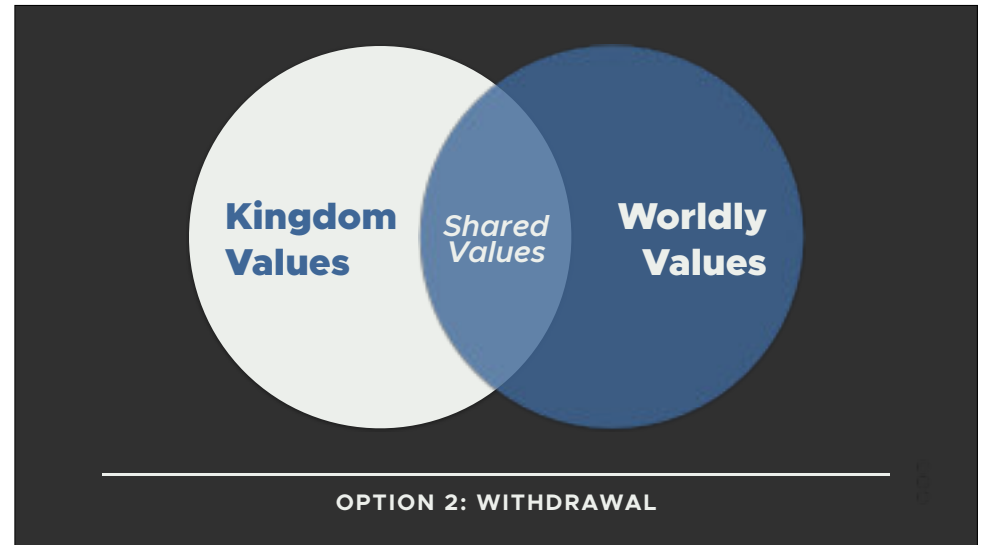 Kingdom
Values
Shared
Values
Worldly
Values
OPTION 2: WITHDRAWAL